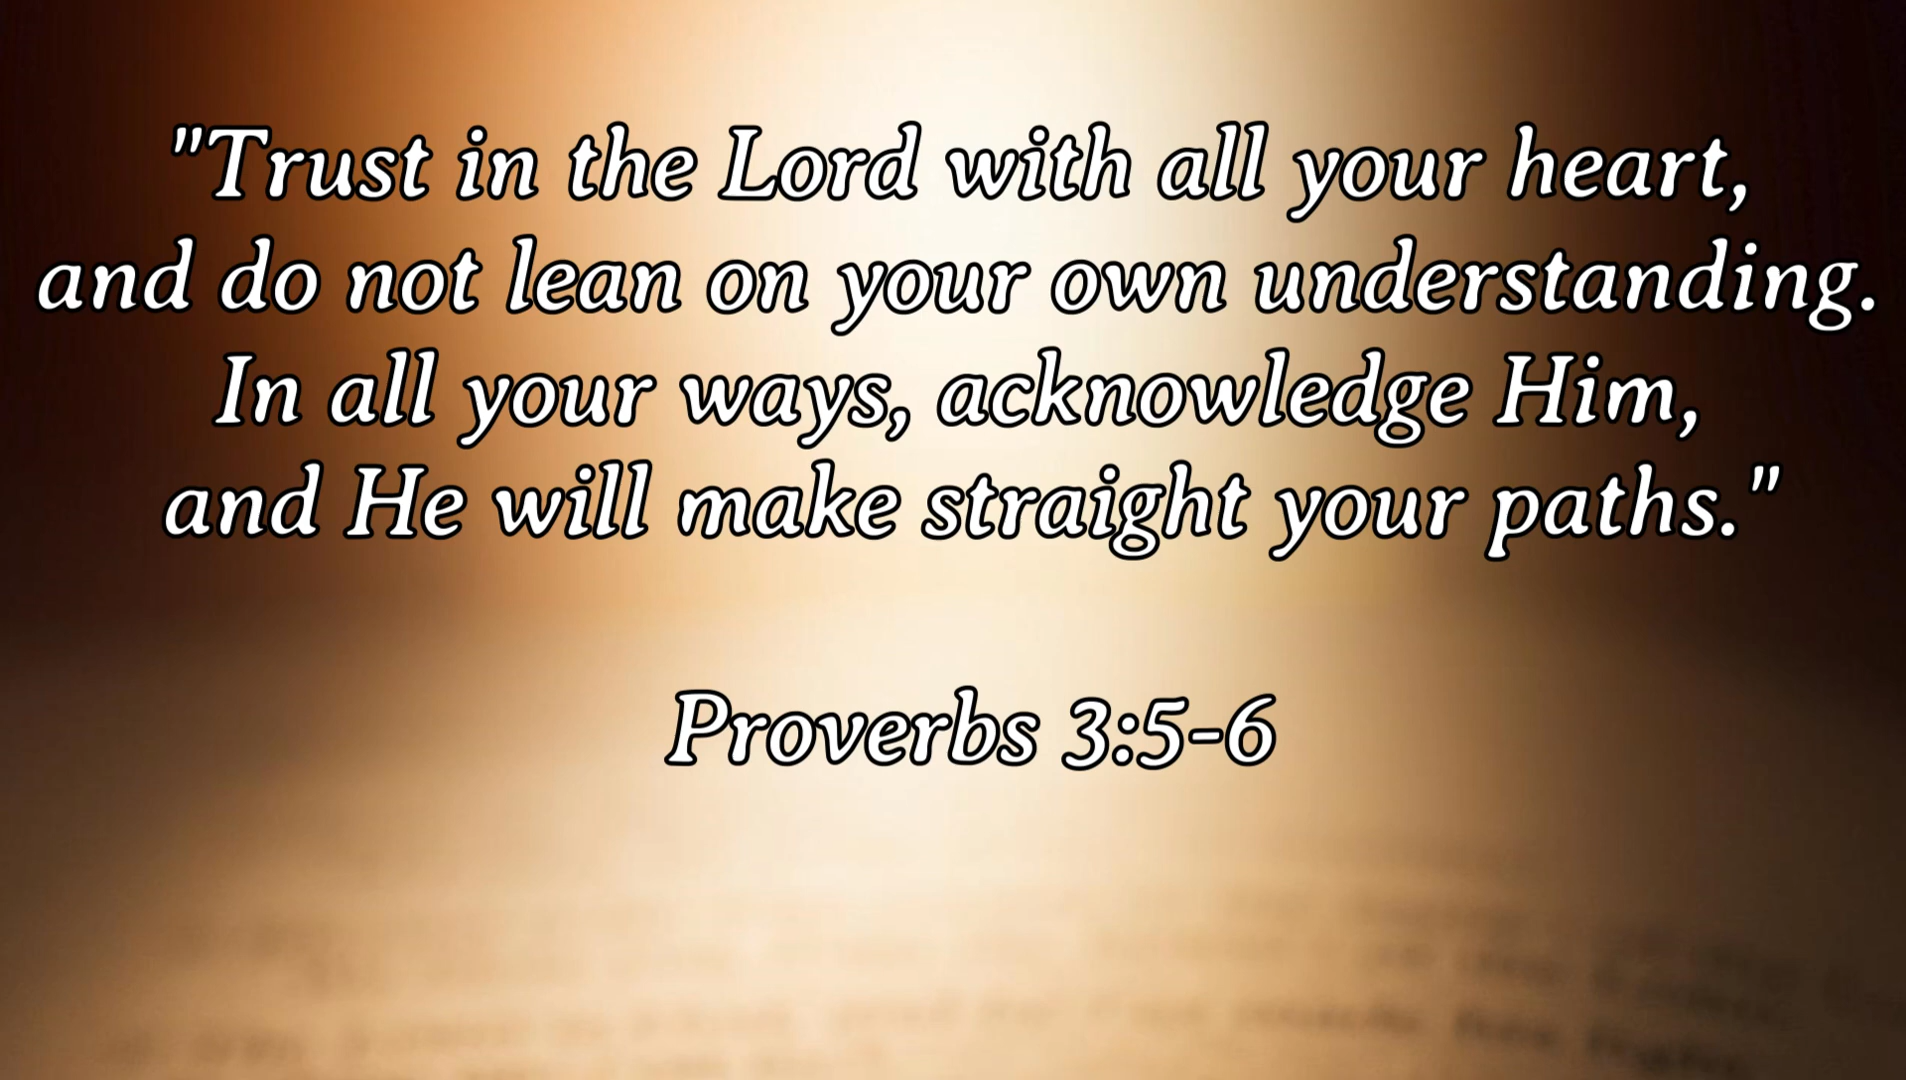 "Trust in the Lord with all your heart,
and do not lean on your own understanding.
In all your ways, acknowledge Him,
and He will make straight your paths."
Proverbs 3:5-6